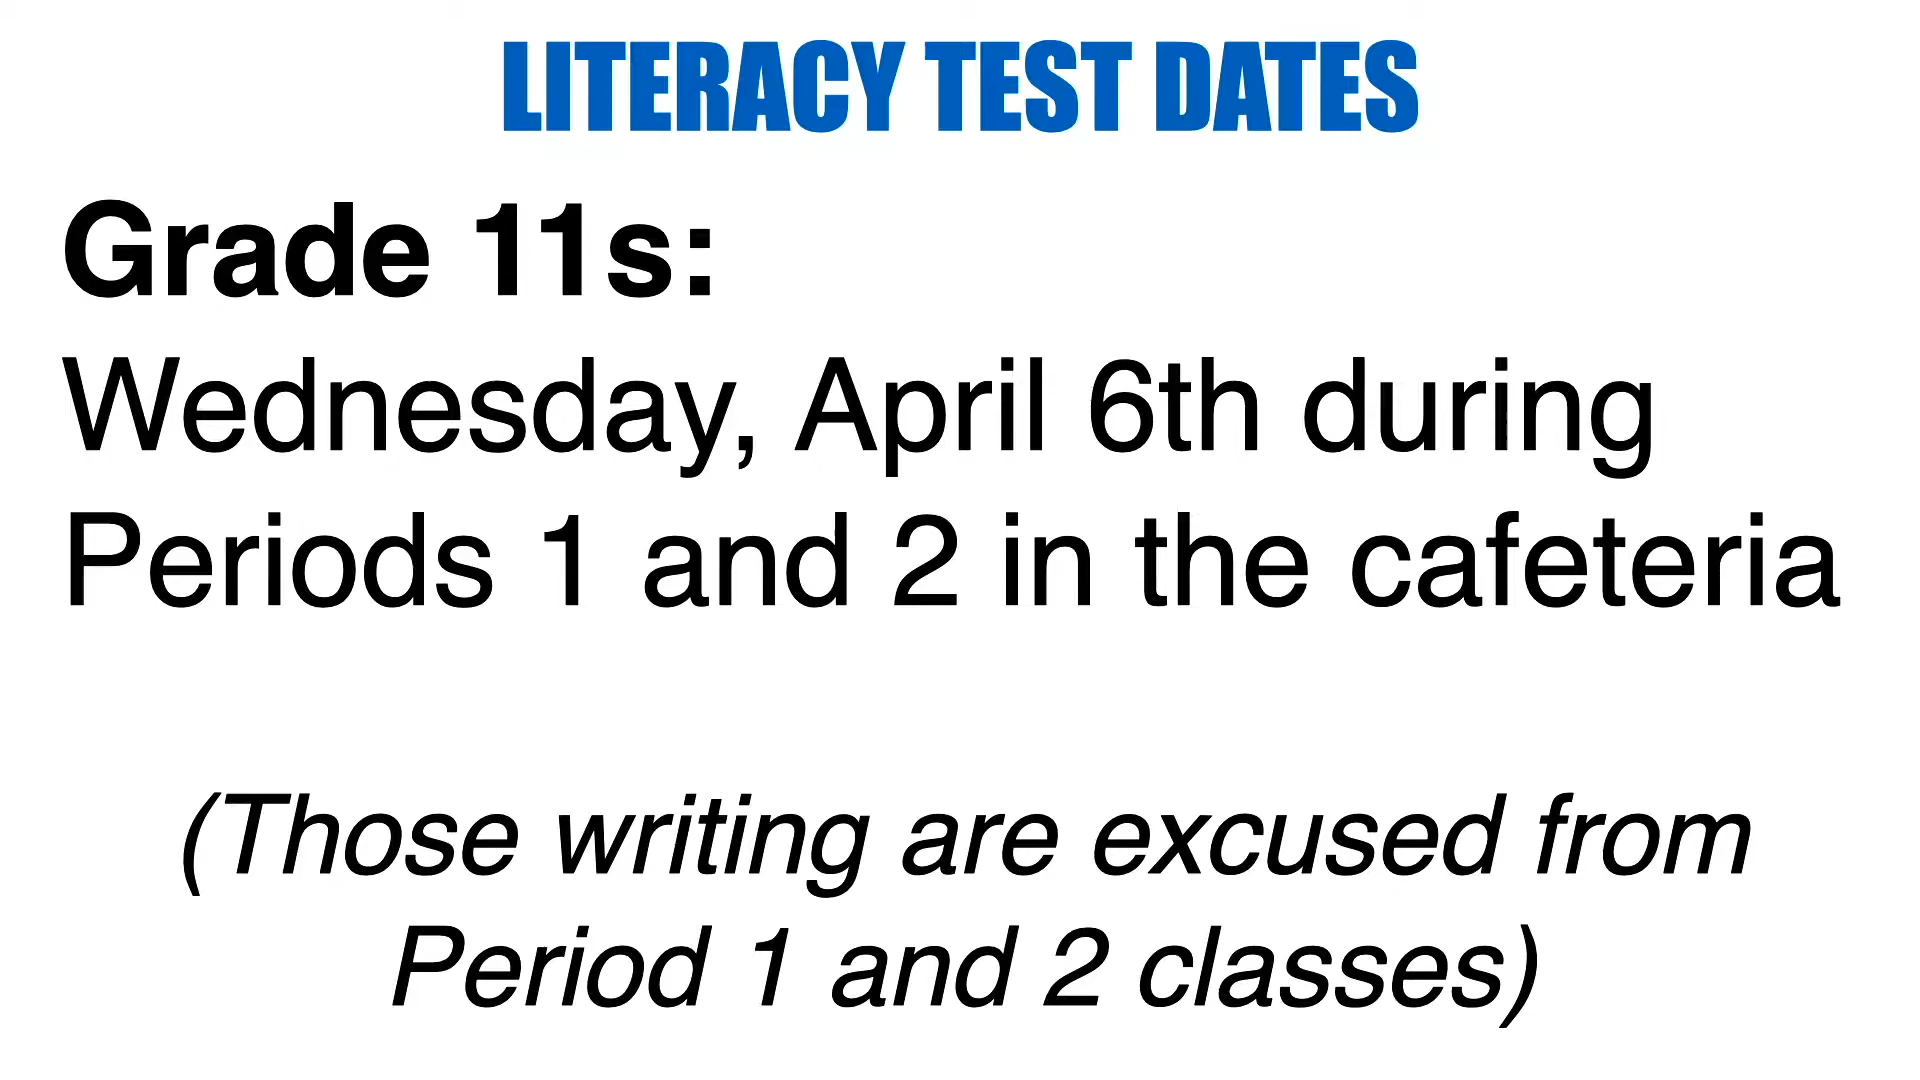 LITERACY TEST DATES
Grade 11s:
Wednesday, April 6th during
Periods 1 and 2 in the cafeteria
(Those writing are excused from
Period 1 and 2 classes)